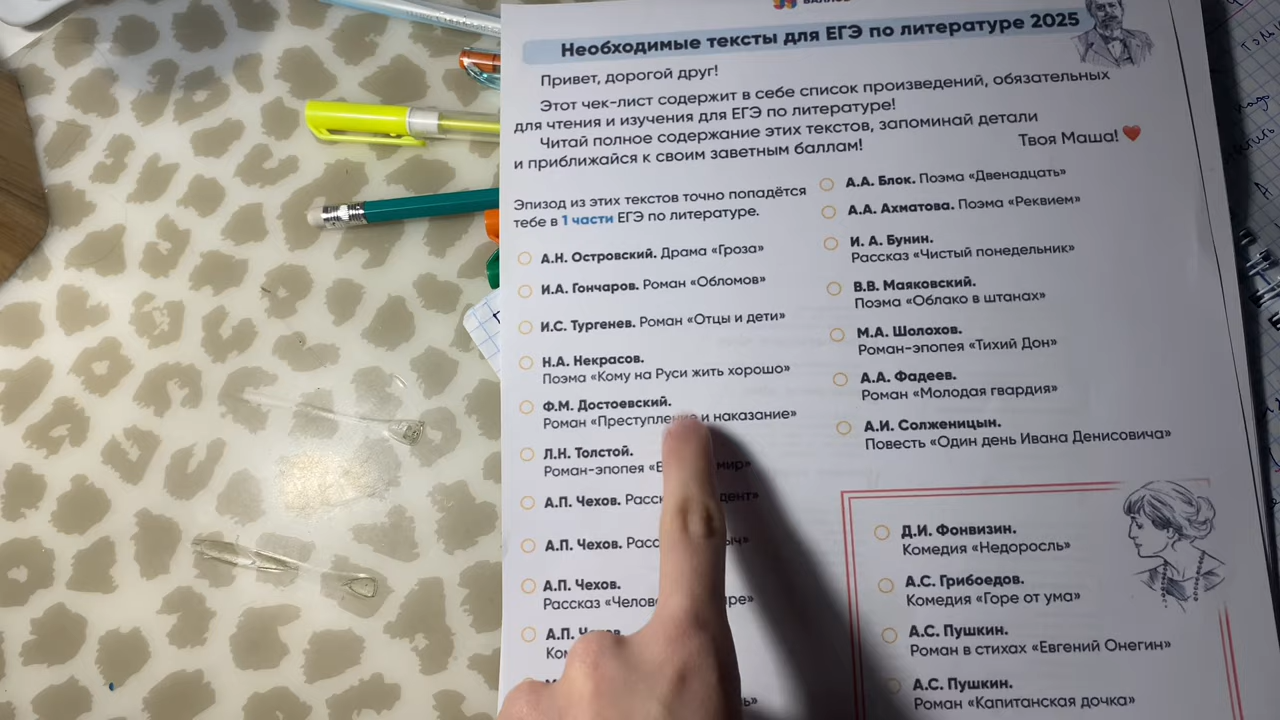 Необходимые тексты для ЕГЭ по литературе 2025
Привет, дорогой друг!
Этот чек-лист содержит в себе список произведений, обязательных
для чтения и изучения для ЕГЭ по литературе!
Читай полное содержание этих текстов, запоминай детали
и приближайся к своим заветным баллам!
Твоя Маша!
Эпизод из этих текстов точно попадётся
тебе в 1 части ЕГЭ по литературе.
А.Н. Островский. Драма «Гроза»
И.А. Гончаров. Роман «Обломов»
И.С. Тургенев. Роман «Отцы и дети»
Н.А. Некрасов.
Поэма «Кому на Руси жить хорошо»
Ф.М. Достоевский.
Роман «Преступление и наказание»
Л.Н. Толстой.
Роман-эпопея мир»
А.П. Чехов.
А.П. Чехов.
А.П. Чехов.
Рассказ
А.П. Чехов
А.А. Блок. Поэма «Двенадцать»
А.А. Ахматова. Поэма «Реквием»
И. А. Бунин.
Рассказ «Чистый понедельник»
В.В. Маяковский.
Поэма «Облако в штанах»
М.А. Шолохов.
Роман-эпопея «Тихий Дон»
А.А. Фадеев.
Роман «Молодая гвардия»
А.И. Солженицын.
Повесть «Один день Ивана Денисовича»
Д.И. Фонвизин.
Комедия «Недоросль»
А.С. Грибоедов.
Комедия «Горе от ума»
А.С. Пушкин.
Роман в стихах «Евгений Онегин»
А.С. Пушкин.
Роман «Капитанская дочка»